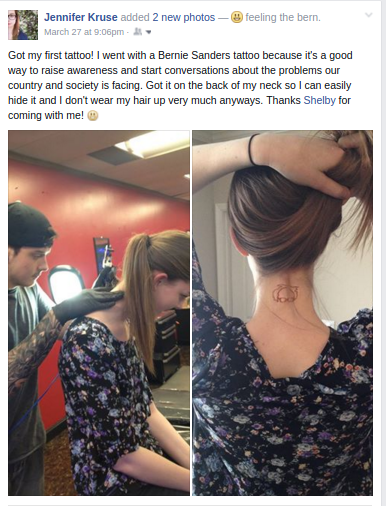 Jennifer Kruse added 2 new photos — feeling the bern.
March 27 at 9:06pm ·
Got my first tattoo! I went with a Bernie Sanders tattoo because it's a good
way to raise awareness and start conversations about the problems our
country and society is facing. Got it on the back of my neck so I can easily
hide it and I don't wear my hair up very much anyways. Thanks Shelby for
coming with me!